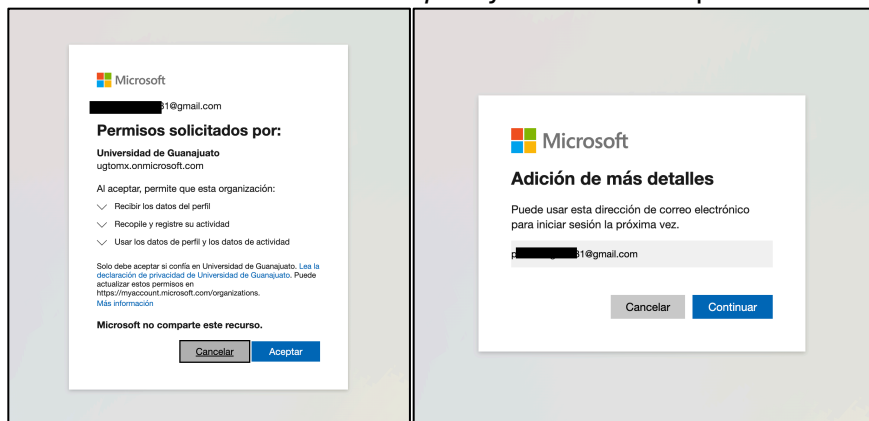 Microsoft
1@gmail.com
Permisos solicitados por:
Universidad de Guanajuato
ugtomx.onmicrosoft.com
Al aceptar, permite que esta organización:
Recibir los datos del perfil
Recopile y registre su actividad
Usar los datos de perfil y los datos de actividad
Solo debe aceptar si confía en Universidad de Guanajuato. Lea la
declaración de privacidad de Universidad de Guanajuato. Puede
actualizar estos permisos en
https://myaccount.microsoft.com/organizations.
Más información
Microsoft no comparte este recurso.
Cancelar Aceptar
Microsoft
Adición de más detalles
Puede usar esta dirección de correo electrónico
para iniciar sesión la próxima vez.
p 31@gmail.com
Cancelar Continuar